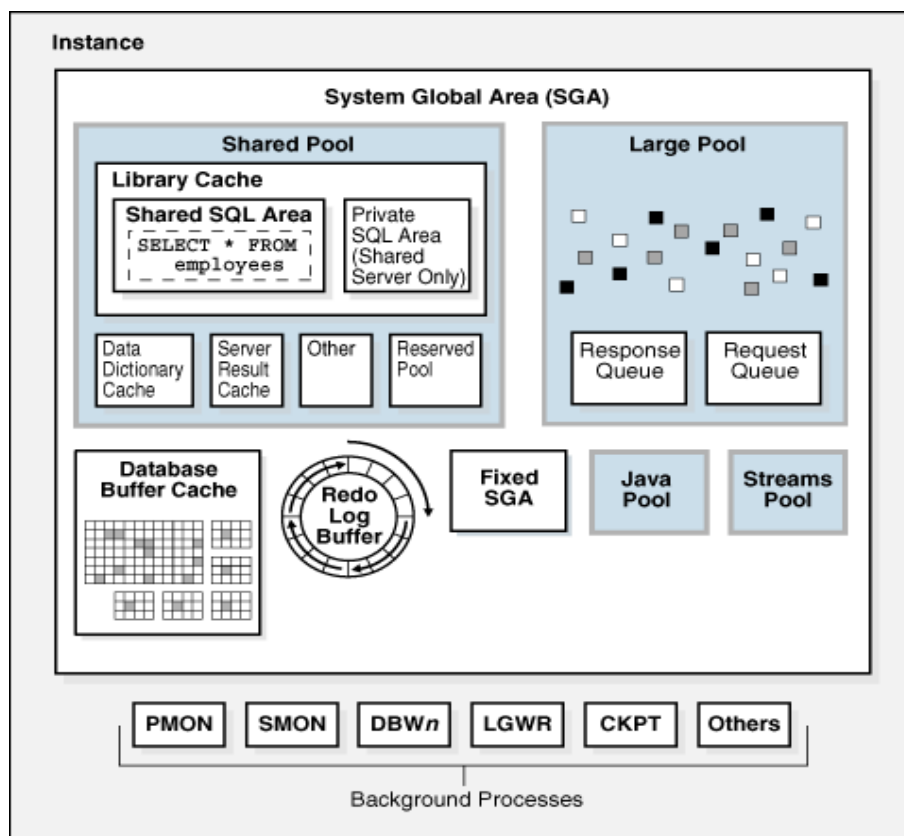 Instance
System Global Area (SGA)
Shared Pool
Library Cache
Shared SQL Area
SELECT * FROM
employees
Private
SQL Area
(Shared
Server Only)
Data
Dictionary
Cache
Server
Result
Cache
Other
Reserved
Pool
Large Pool
Response
Queue
Request
Queue
Database
Buffer Cache
Redo
Log
Buffer
Fixed
SGA
Java
Pool
Streams
Pool
PMON
SMON
DBWn
LGWR
CKPT
Others
Background Processes